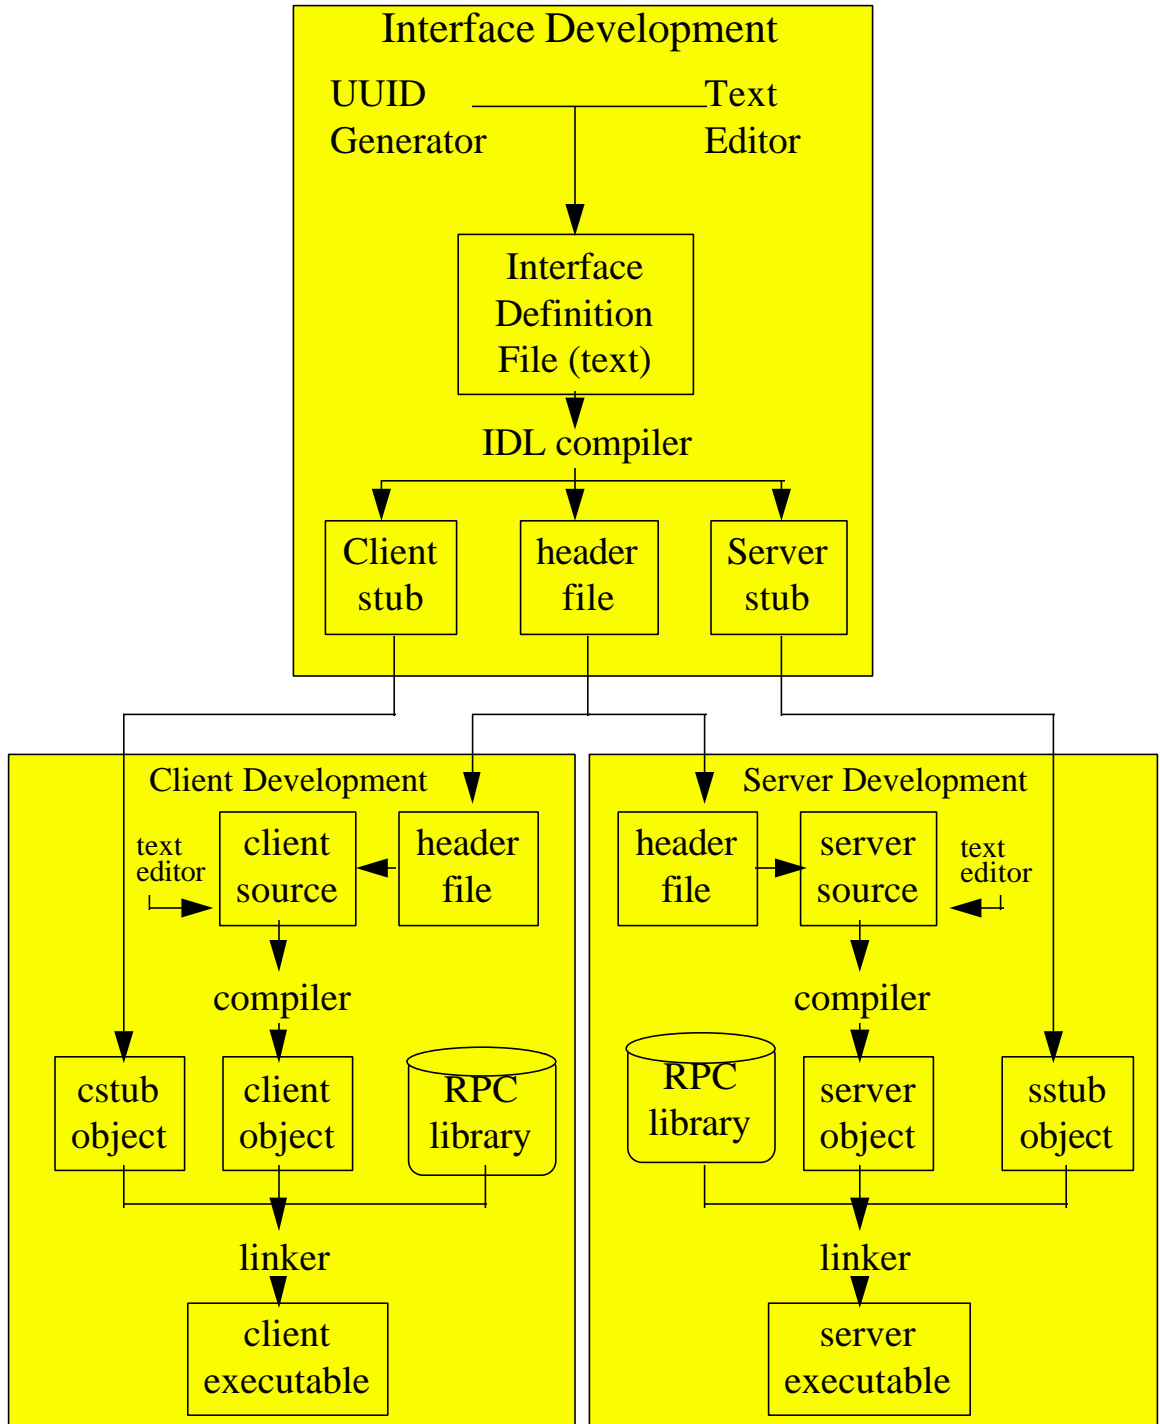 Interface Development
UUID
Generator
Text
Editor
Interface
Definition
File (text)
IDL compiler
Client
stub
header
file
Server
stub
Client Development
text
editor
client
source
header
file
compiler
cstub
object
client
object
RPC
library
linker
client
executable
Server Development
header
file
server
source
text
editor
compiler
RPC
library
server
object
sstub
object
linker
server
executable